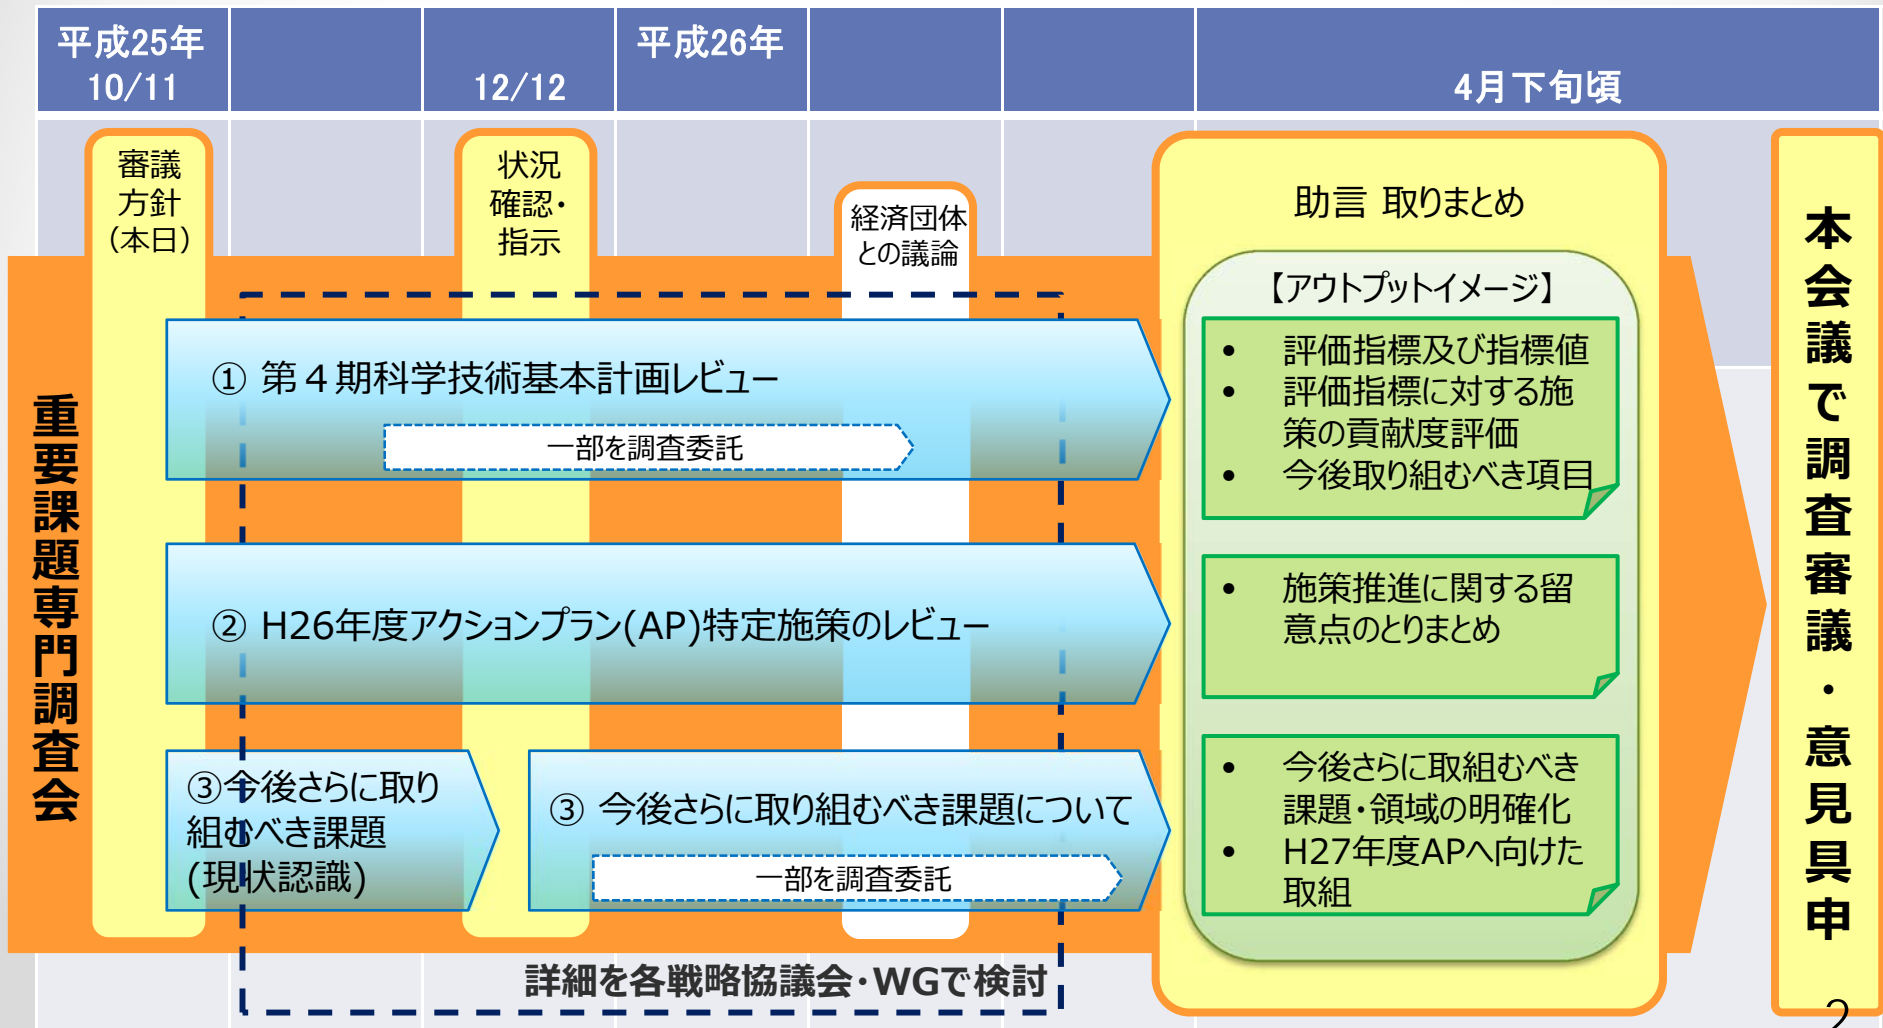 平成25年
10/11
12/12
平成26年
4月下旬頃
審議
方針
(本日)
状況
確認・
指示
経済団体
との議論
助言 取りまとめ
【アウトプットイメージ】
重要課題専門調査会
① 第４期科学技術基本計画レビュー
一部を調査委託
• 評価指標及び指標値
• 評価指標に対する施
策の貢献度評価
• 今後取り組むべき項目
② H26年度アクションプラン(AP)特定施策のレビュー
• 施策推進に関する留
意点のとりまとめ
③今後さらに取り
組むべき課題
(現状認識)
③ 今後さらに取り組むべき課題について
一部を調査委託
• 今後さらに取組むべき
課題・領域の明確化
• H27年度APへ向けた
取組
詳細を各戦略協議会・WGで検討
本会議で調査審議・意見具申
2